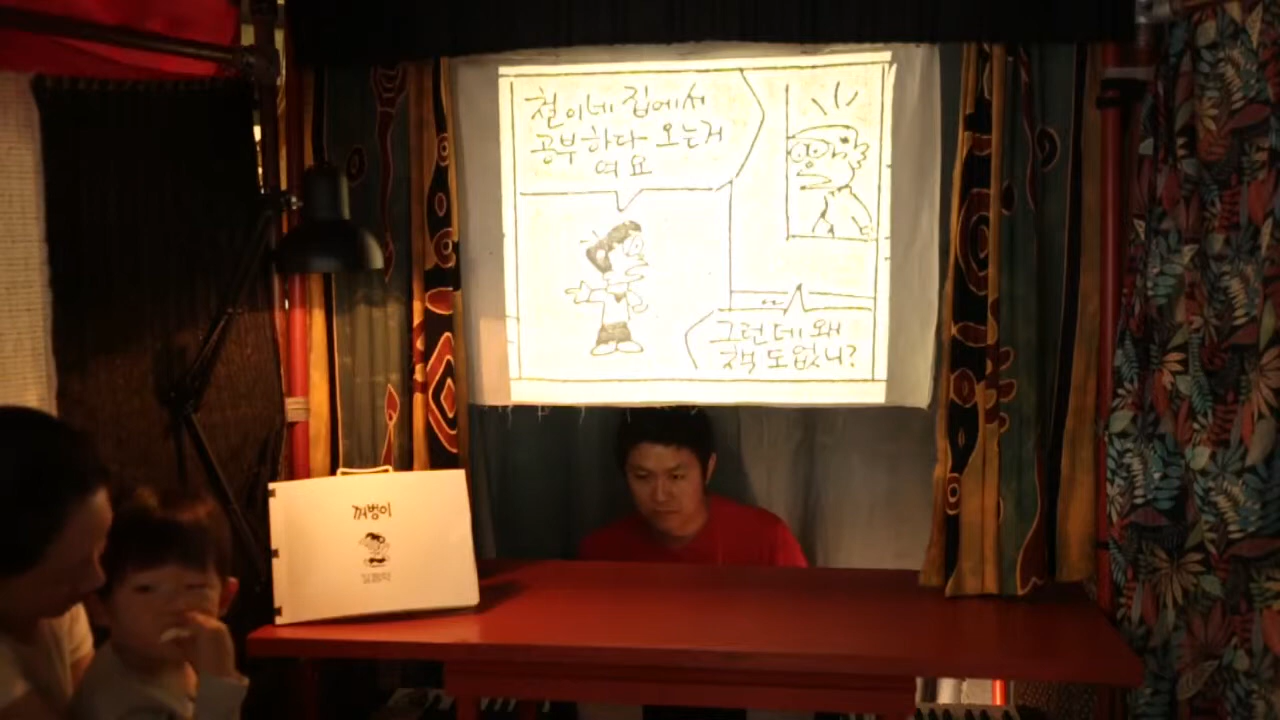 철이네 집에서
공부하다 오는거
여요
그런데 왜
책도없니?
꺼벙이